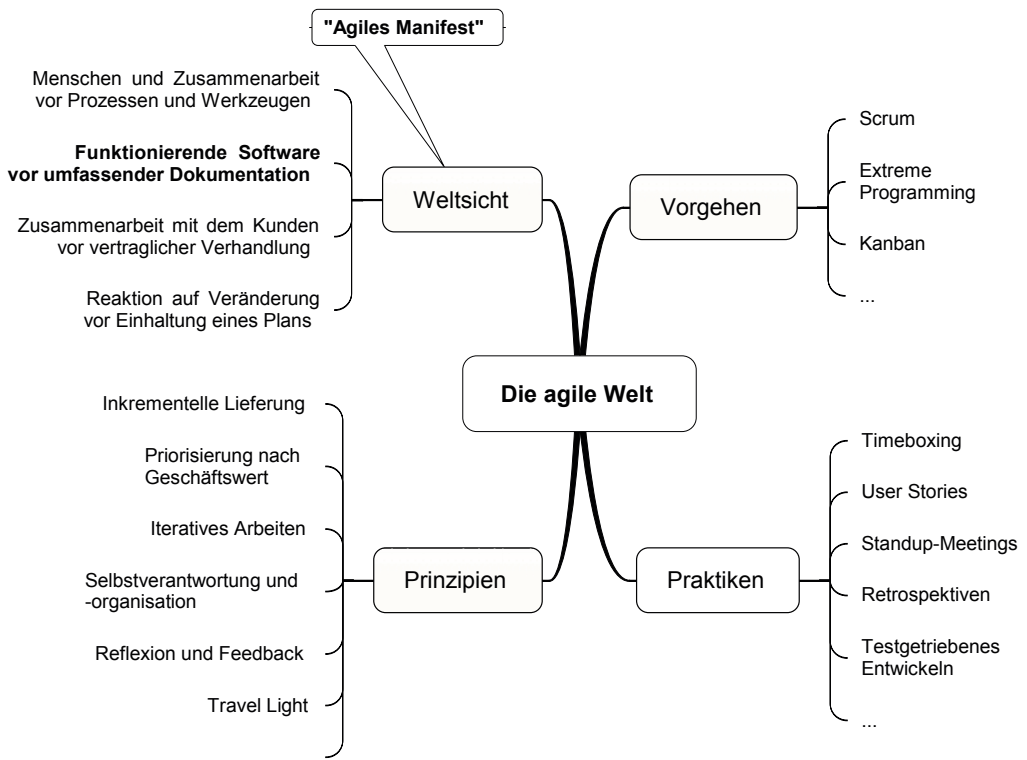 "Agiles Manifest"
Menschen und Zusammenarbeit
vor Prozessen und Werkzeugen
Funktionierende Software
vor umfassender Dokumentation
Zusammenarbeit mit dem Kunden
vor vertraglicher Verhandlung
Reaktion auf Veränderung
vor Einhaltung eines Plans
Weltsicht
Vorgehen
Scrum
Extreme
Programming
Kanban
...
Die agile Welt
Inkrementelle Lieferung
Priorisierung nach
Geschäftswert
Iteratives Arbeiten
Selbstverantwortung und
-organisation
Reflexion und Feedback
Travel Light
Prinzipien
Praktiken
Timeboxing
User Stories
Standup-Meetings
Retrospektiven
Testgetriebenes
Entwickeln
...